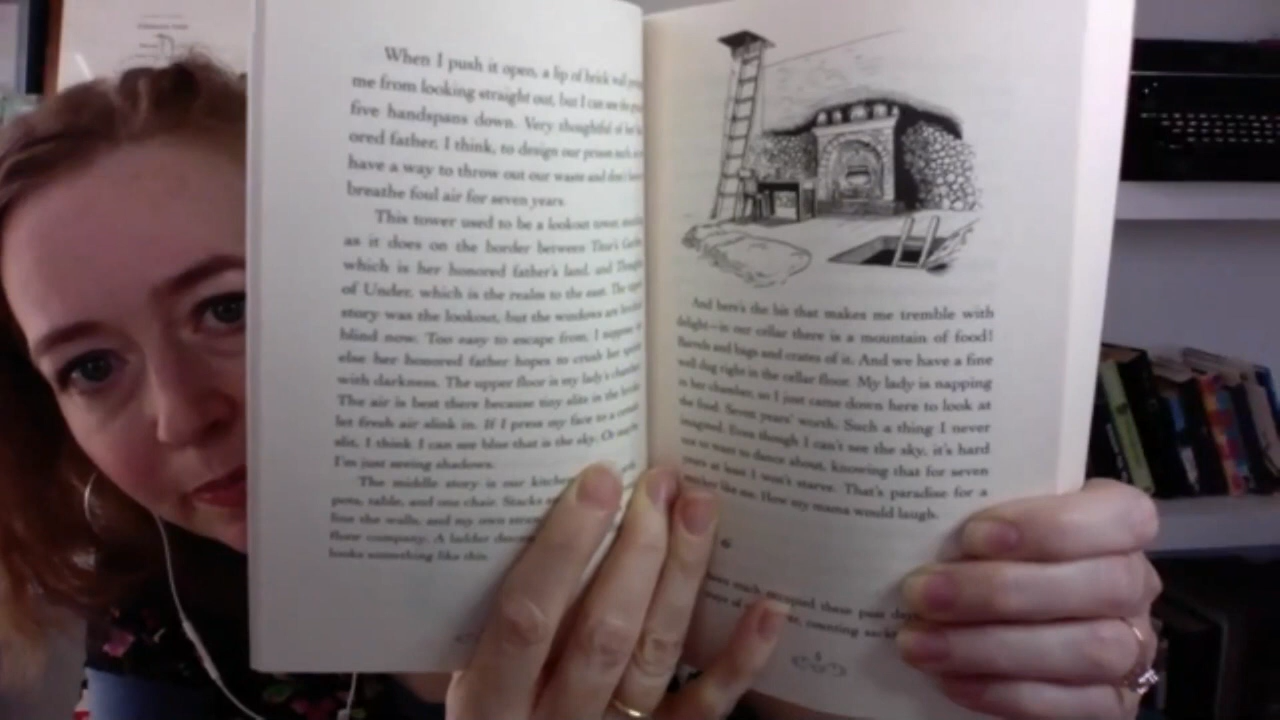 When I push it open, a lip of brick wall
me from looking straight out, but I can see the
five handspans down. Very thoughtful of
ored father, I think, to design our prison
have a way to throw out our waste and don't
breathe foul air for seven years.
This tower used to be a lookout tower,
as it does on the border between Titor's
which is her honored father's land, and
of Under, which is the realm to the east. The
story was the lookout, but the windows are
blind now. Too easy to escape from, I suppose,
else her honored father hopes to crush her
with darkness. The upper floor is my lady's
The air is best there because tiny slits in the
let fresh air slink in. If I press my face to a
slit, I think I can see blue that is the sky. Or
I'm just seeing shadows.
The middle story is our
pots, table, and one chair. Stacks
line the walls, and my own
floor company. A ladder
looks something like this:
And here's the bit that makes me tremble with
delight—in our cellar there is a mountain of food!
Barrels and bags and crates of it. And we have a fine
well dug right in the cellar floor. My lady is napping
in her chamber, so I just came down here to look at
the food. Seven years' worth. Such a thing I never
imagined. Even though I can't see the sky, it's hard
not to want to dance about, knowing that for seven
years at least I won't starve. That's paradise for a
mucker like me. How my mama would laugh.
much occupied these past days
counting